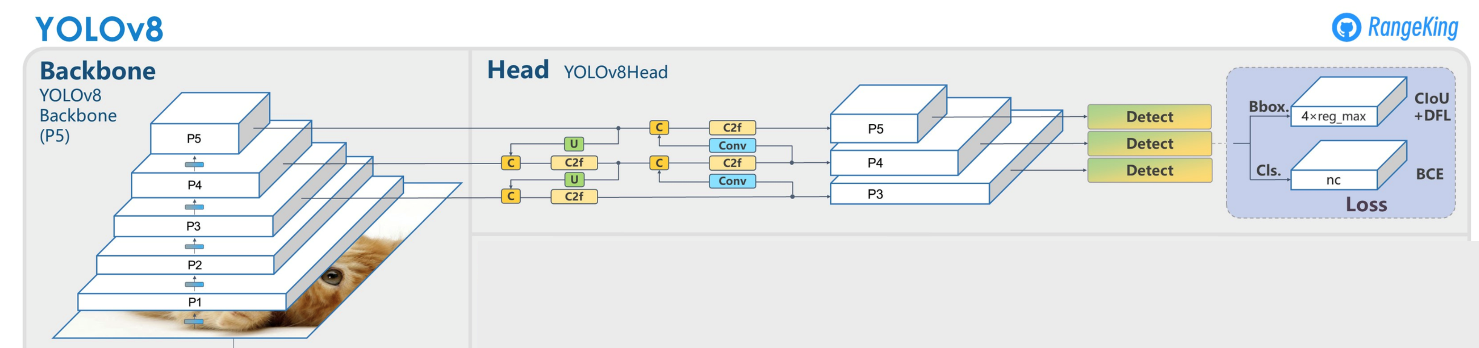 YOLOv8
RangeKing
Backbone
YOLOv8
Backbone
(P5)
P5
P4
P3
P2
P1
Head YOLOv8Head
C C2f
U Conv
C C2f C C2f
U Conv
C C2f
P5
P4
P3
Detect
Detect
Detect
Bbox.
4×reg_max
CIoU
+DFL
Cls.
nc
BCE
Loss